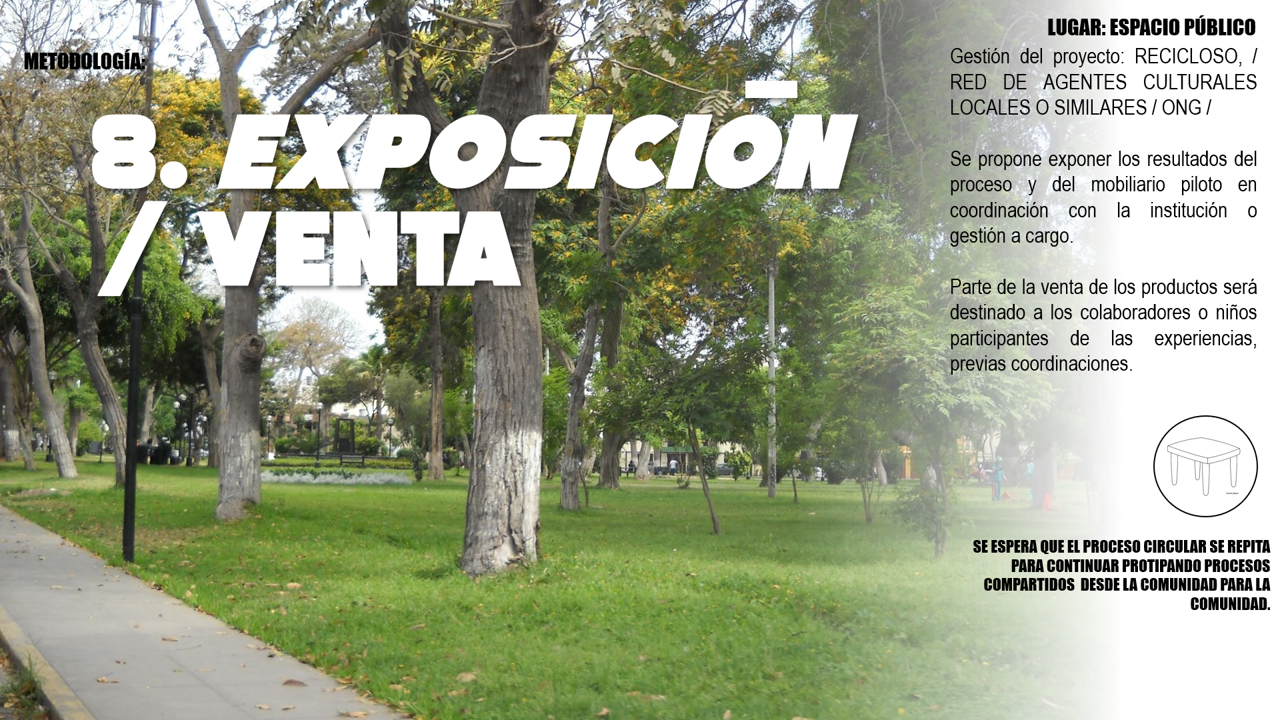 METODOLOGÍA:
8. EXPOSICIÓN
/ VENTA
LUGAR: ESPACIO PÚBLICO
Gestión del proyecto: RECICLOSO, /
RED DE AGENTES CULTURALES
LOCALES O SIMILARES / ONG /
Se propone exponer los resultados del
proceso y del mobiliario piloto en
coordinación con la institución o
gestión a cargo.
Parte de la venta de los productos será
destinado a los colaboradores o niños
participantes de las experiencias,
previas coordinaciones.
SE ESPERA QUE EL PROCESO CIRCULAR SE REPITA
PARA CONTINUAR PROTIPANDO PROCESOS
COMPARTIDOS DESDE LA COMUNIDAD PARA LA
COMUNIDAD.